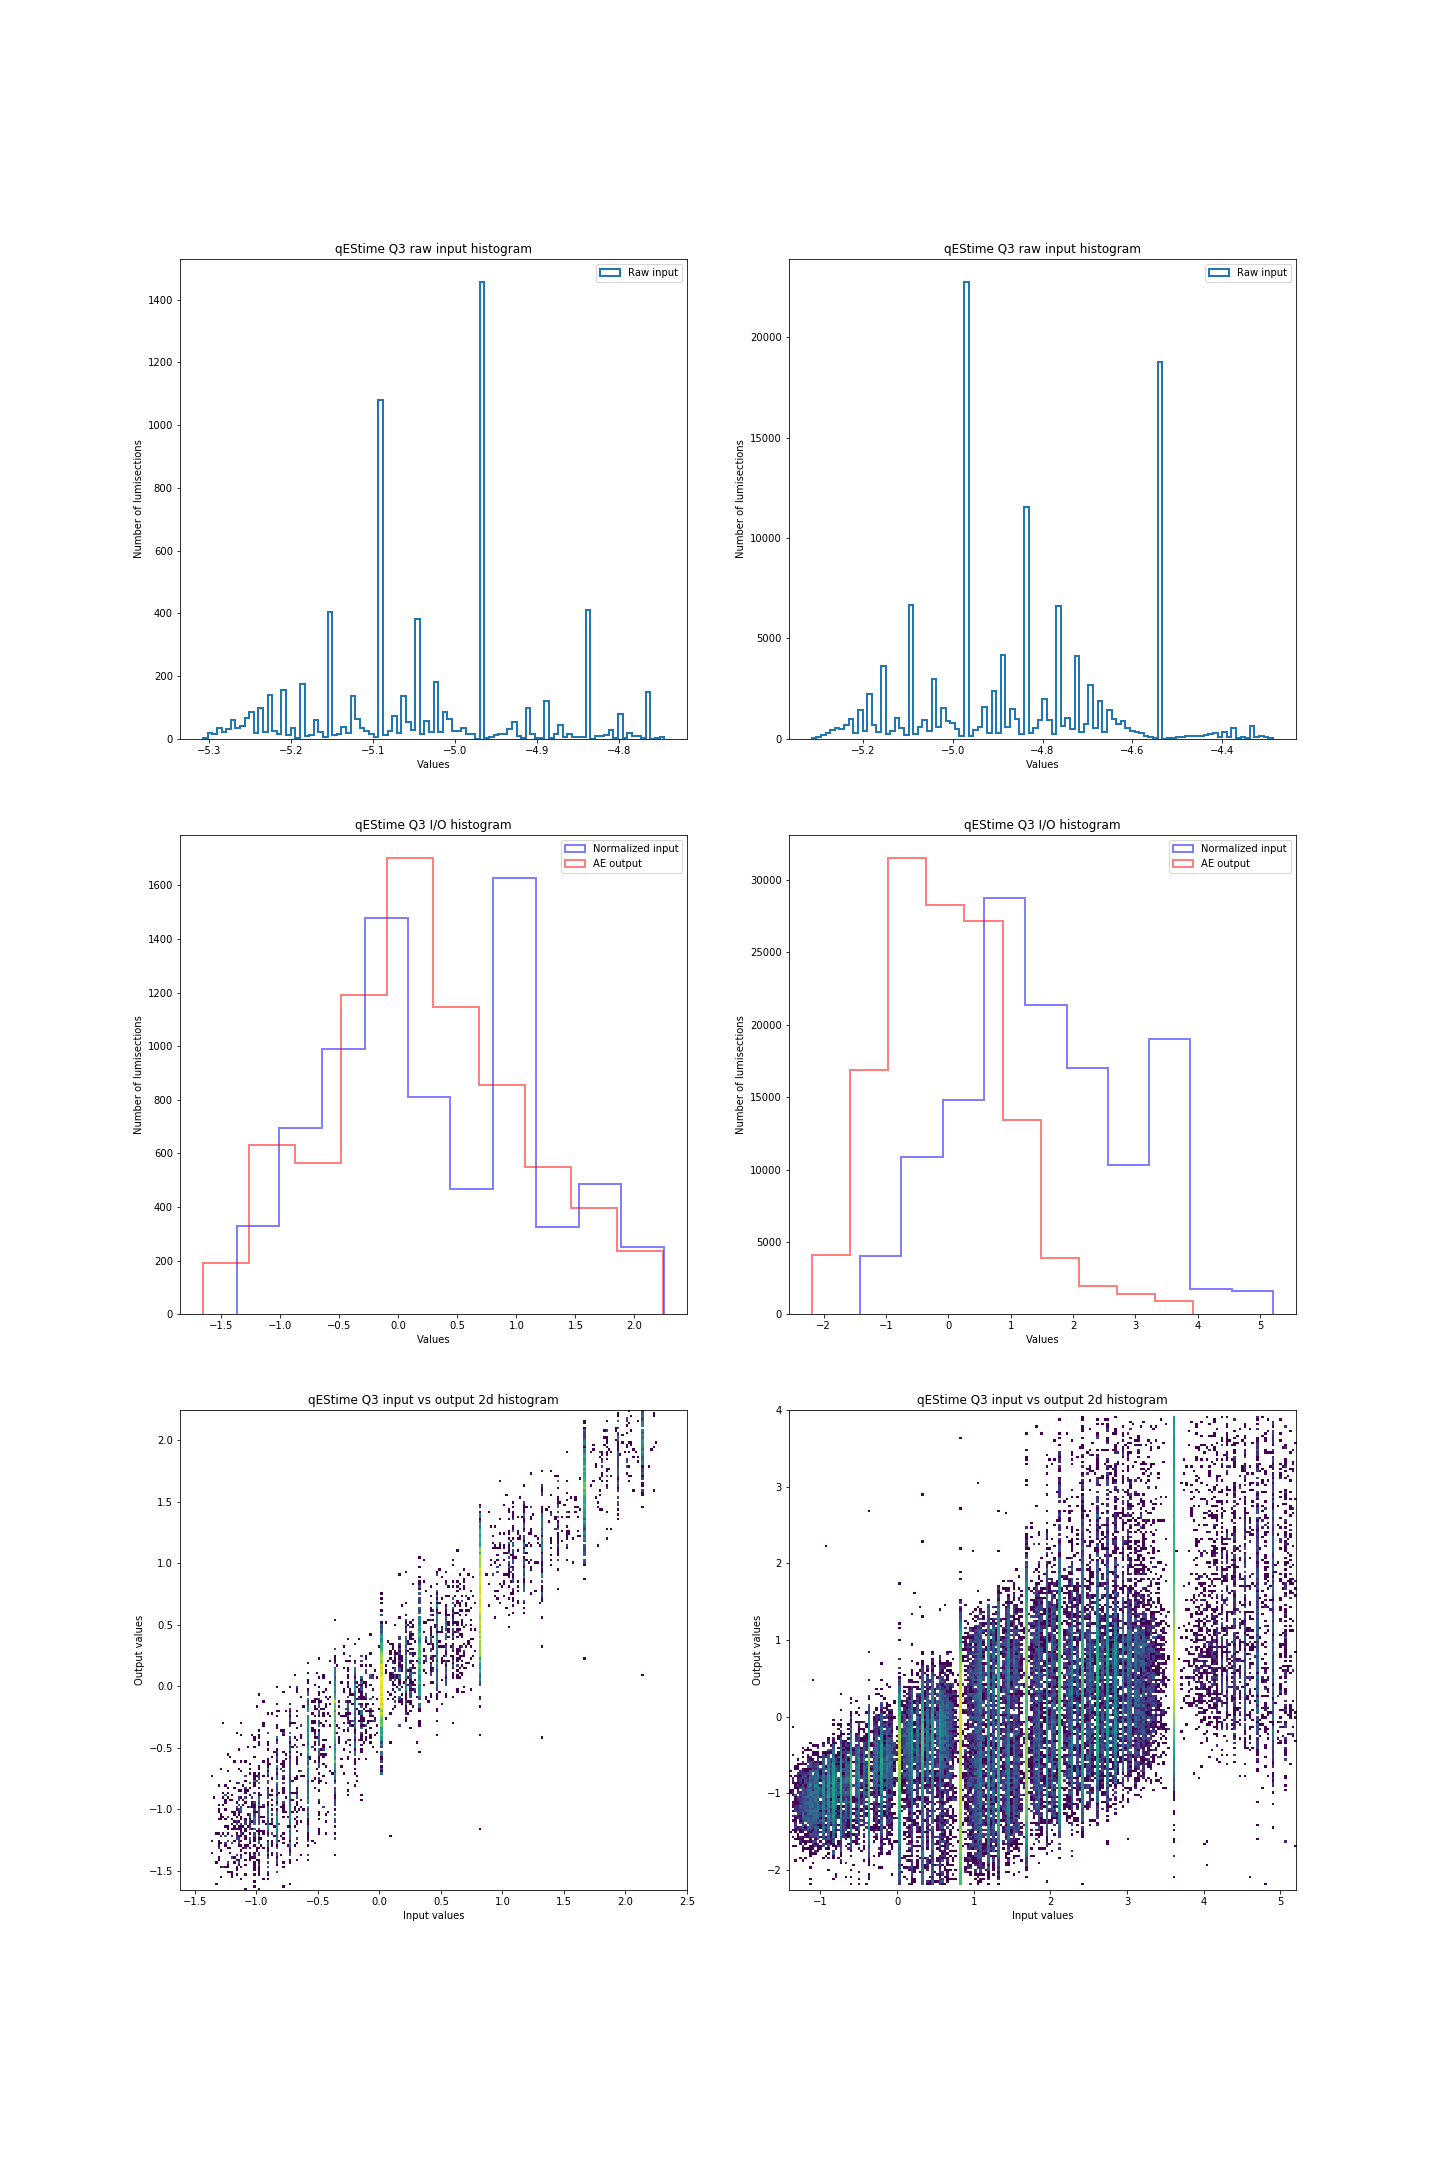 qEStime Q3 raw input histogram
Raw input
Number of lumisections
1400
1200
1000
800
600
400
200
0
−5.3 −5.2 −5.1 −5.0 −4.9 −4.8
Values
qEStime Q3 raw input histogram
Raw input
Number of lumisections
20000
15000
10000
5000
0
−5.2 −5.0 −4.8 −4.6 −4.4
Values
qEStime Q3 I/O histogram
Normalized input
AE output
Number of lumisections
1600
1400
1200
1000
800
600
400
200
0
−1.5 −1.0 −0.5 0.0 0.5 1.0 1.5 2.0
Values
qEStime Q3 I/O histogram
Normalized input
AE output
Number of lumisections
30000
25000
20000
15000
10000
5000
0
−2 −1 0 1 2 3 4 5
Values
qEStime Q3 input vs output 2d histogram
Output values
2.0
1.5
1.0
0.5
0.0
−0.5
−1.0
−1.5
−1.5 −1.0 −0.5 0.0 0.5 1.0 1.5 2.0 2.5
Input values
qEStime Q3 input vs output 2d histogram
Output values
4
3
2
1
0
−1
−2
−1 0 1 2 3 4 5
Input values